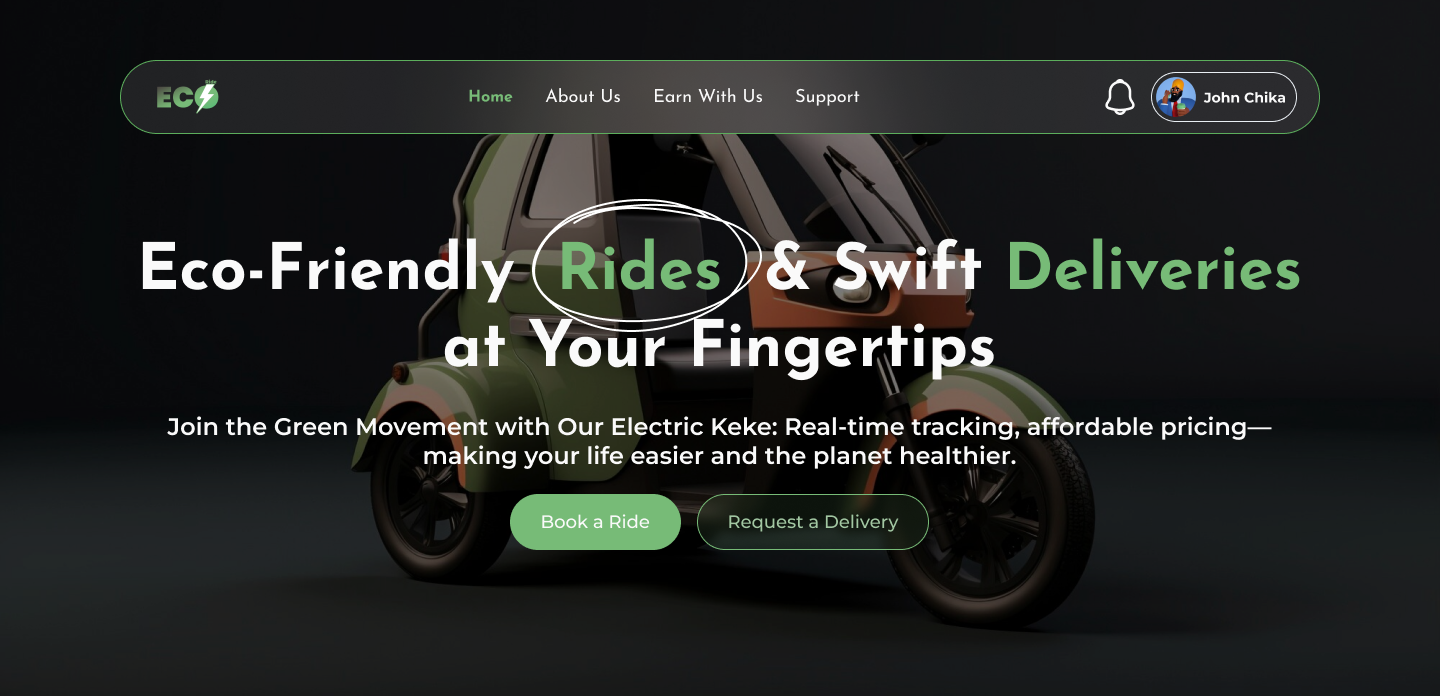 ECO Ride
Home About Us Earn With Us Support
John Chika
Eco-Friendly Rides & Swift Deliveries
at Your Fingertips
Join the Green Movement with Our Electric Keke: Real-time tracking, affordable pricing—
making your life easier and the planet healthier.
Book a Ride Request a Delivery